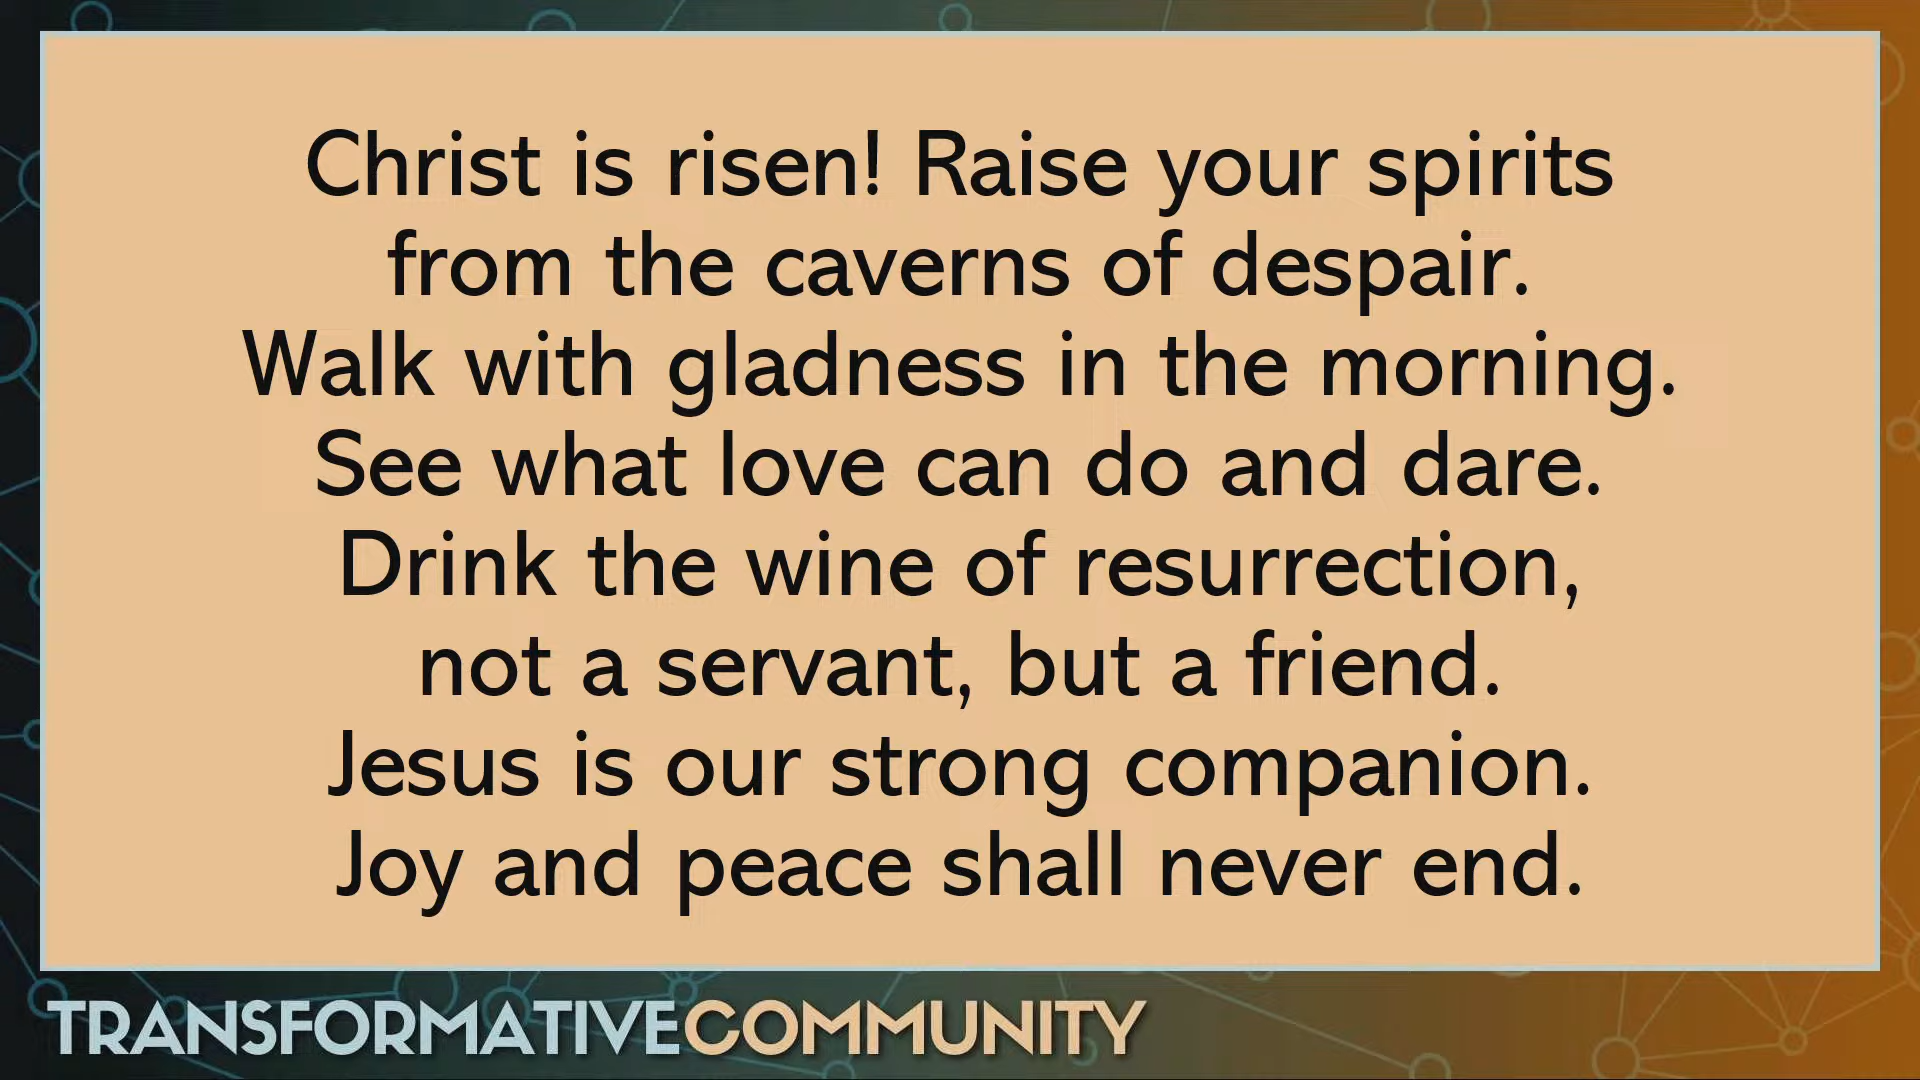 Christ is risen! Raise your spirits
from the caverns of despair.
Walk with gladness in the morning.
See what love can do and dare.
Drink the wine of resurrection,
not a servant, but a friend.
Jesus is our strong companion.
Joy and peace shall never end.
TRANSFORMATIVECOMMUNITY